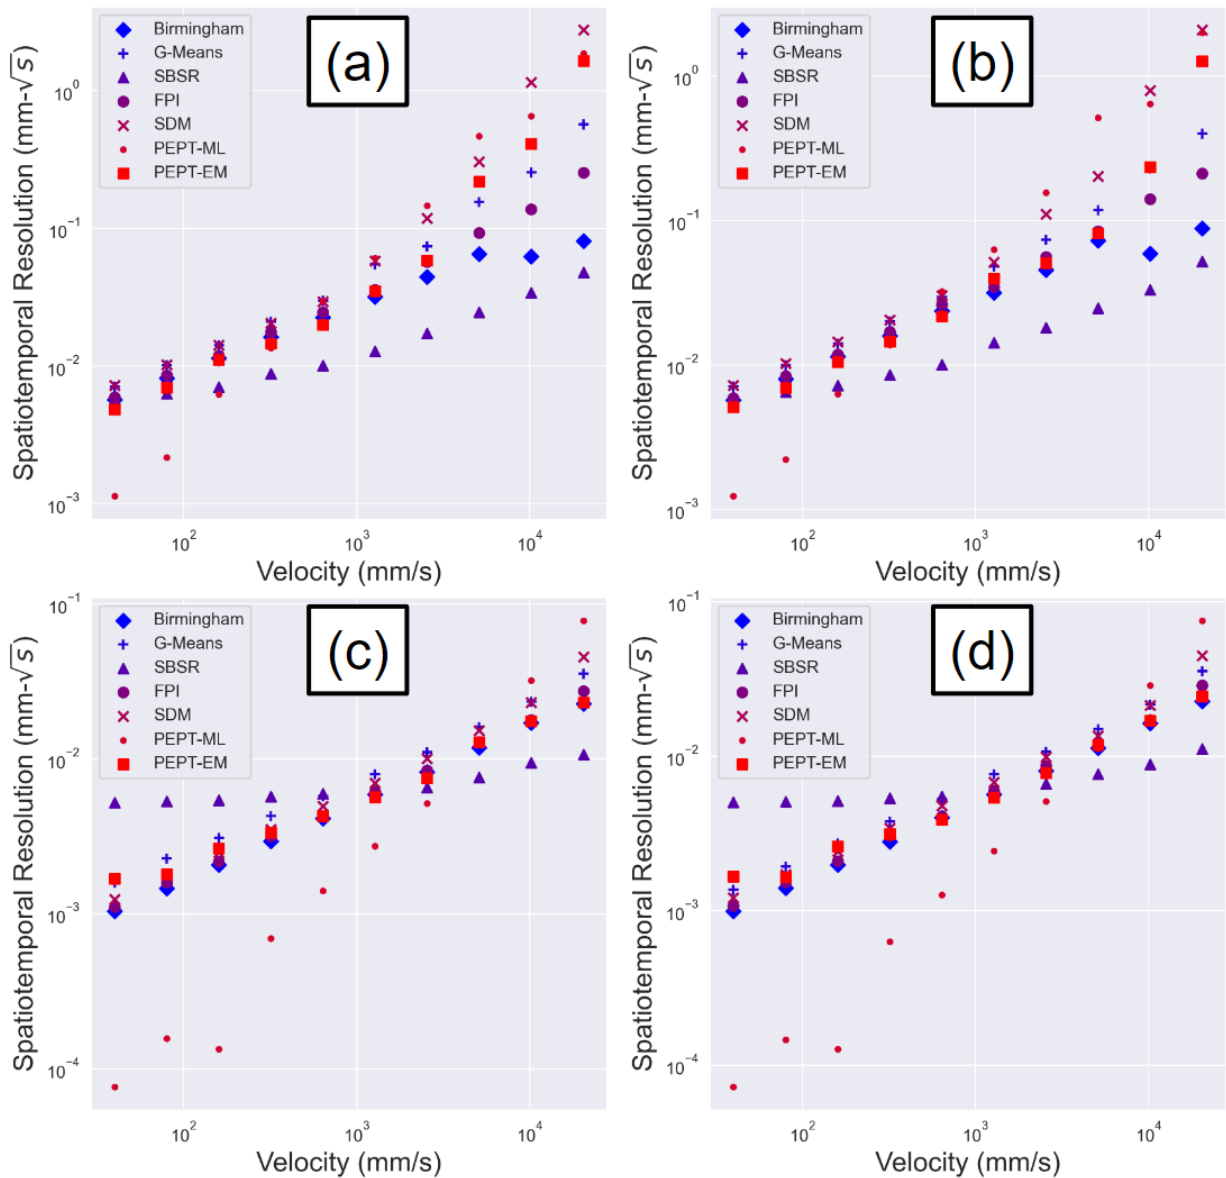 Birmingham
G-Means
SBSR
FPI
SDM
PEPT-ML
PEPT-EM
(a)
10⁰
10⁻¹
10⁻²
10⁻³
Spatiotemporal Resolution (mm-√s)
10²
10³
10⁴
Velocity (mm/s)
Birmingham
G-Means
SBSR
FPI
SDM
PEPT-ML
PEPT-EM
(b)
10⁰
10⁻¹
10⁻²
10⁻³
Spatiotemporal Resolution (mm-√s)
10²
10³
10⁴
Velocity (mm/s)
Birmingham
G-Means
SBSR
FPI
SDM
PEPT-ML
PEPT-EM
(c)
10⁻¹
10⁻²
10⁻³
10⁻⁴
Spatiotemporal Resolution (mm-√s)
10²
10³
10⁴
Velocity (mm/s)
Birmingham
G-Means
SBSR
FPI
SDM
PEPT-ML
PEPT-EM
(d)
10⁻¹
10⁻²
10⁻³
10⁻⁴
Spatiotemporal Resolution (mm-√s)
10²
10³
10⁴
Velocity (mm/s)